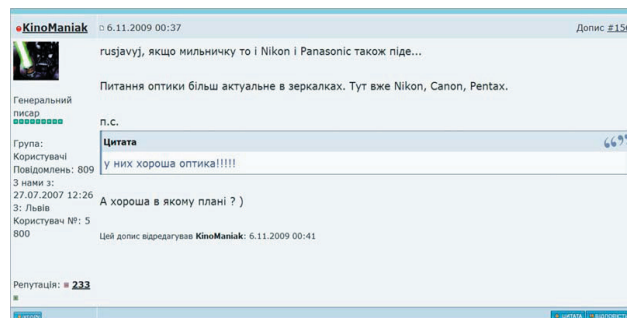 KinoManiak
6.11.2009 00:37
Допис #15
Генеральний
писар
Група:
Користувачі
Повідомлень: 809
З нами з:
27.07.2007 12:26
З: Львів
Користувач №: 5
800
Репутація: 233
rusjavyj, якщо мильничку то і Nikon і Panasonic також піде...
Питання оптики більш актуальне в зеркалках. Тут вже Nikon, Canon, Pentax.
п.с.
Цитата
у них хороша оптика!!!!!
А хороша в якому плані ? )
Цей допис відредагував KinoManiak: 6.11.2009 00:41
ЦИТАТА